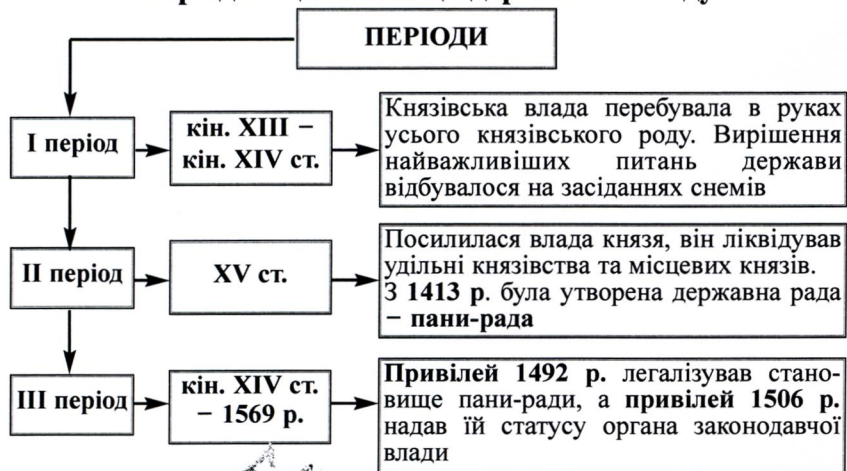 ПЕРІОДИ
І період
кін. XIII –
кін. XIV ст.
Князівська влада перебувала в руках
усього князівського роду. Вирішення
найважливіших питань держави
відбувалося на засіданнях снемів
ІІ період
XV ст.
Посилилася влада князя, він ліквідував
удільні князівства та місцевих князів.
З 1413 р. була утворена державна рада
– пани-рада
ІІІ період
кін. XIV ст.
– 1569 р.
Привілей 1492 р. легалізував стано-
вище пани-ради, а привілей 1506 р.
надав їй статусу органа законодавчої
влади